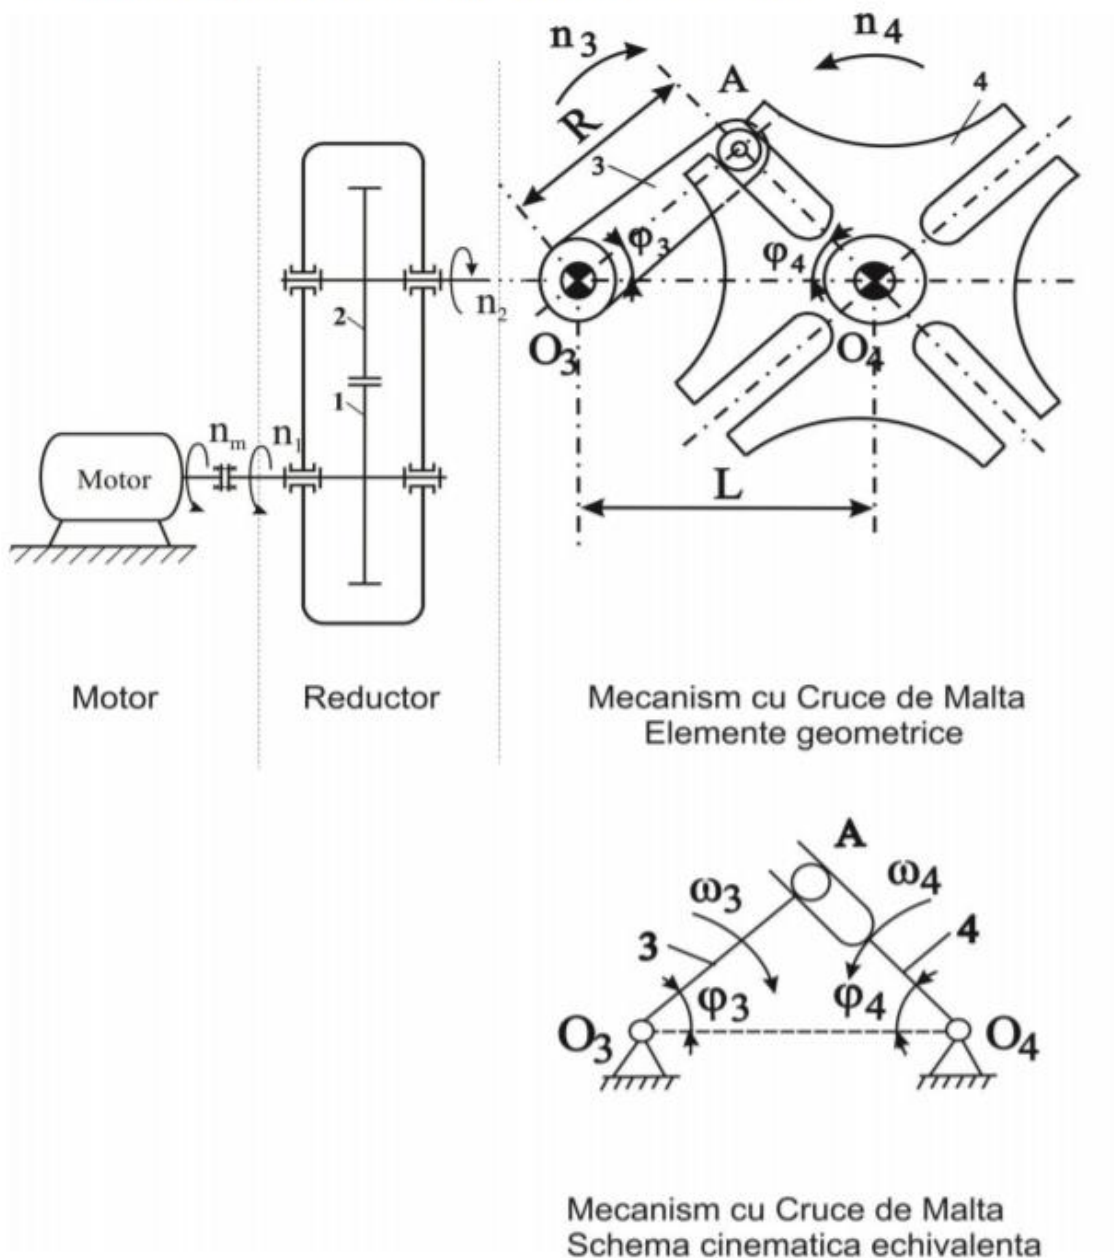 n₃
n₄
A
4
R
3
φ₃
φ₄
2
n₂
O₃
O₄
1
nₘ
n₁
Motor
L
Motor
Reductor
Mecanism cu Cruce de Malta
Elemente geometrice
A
ω₃
ω₄
3
4
φ₃
φ₄
O₃
O₄
Mecanism cu Cruce de Malta
Schema cinematica echivalenta